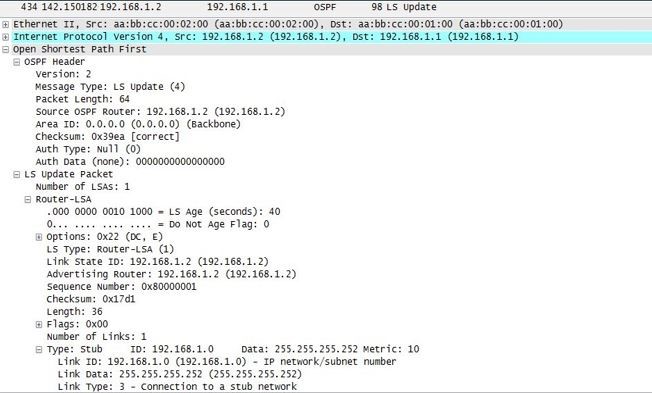 434 142.150182 192.168.1.2 192.168.1.1 OSPF 98 LS Update
Ethernet II, Src: aa:bb:cc:00:02:00 (aa:bb:cc:00:02:00), Dst: aa:bb:cc:00:01:00 (aa:bb:cc:00:01:00)
Internet Protocol Version 4, Src: 192.168.1.2 (192.168.1.2), Dst: 192.168.1.1 (192.168.1.1)
Open Shortest Path First
OSPF Header
Version: 2
Message Type: LS Update (4)
Packet Length: 64
Source OSPF Router: 192.168.1.2 (192.168.1.2)
Area ID: 0.0.0.0 (0.0.0.0) (Backbone)
Checksum: 0x39ea [correct]
Auth Type: Null (0)
Auth Data (none): 0000000000000000
LS Update Packet
Number of LSAs: 1
Router-LSA
.000 0000 0010 1000 = LS Age (seconds): 40
0... .... .... .... = Do Not Age Flag: 0
Options: 0x22 (DC, E)
LS Type: Router-LSA (1)
Link State ID: 192.168.1.2 (192.168.1.2)
Advertising Router: 192.168.1.2 (192.168.1.2)
Sequence Number: 0x80000001
Checksum: 0x17d1
Length: 36
Flags: 0x00
Number of Links: 1
Type: Stub ID: 192.168.1.0 Data: 255.255.255.252 Metric: 10
Link ID: 192.168.1.0 (192.168.1.0) - IP network/subnet number
Link Data: 255.255.255.252 (255.255.255.252)
Link Type: 3 - Connection to a stub network